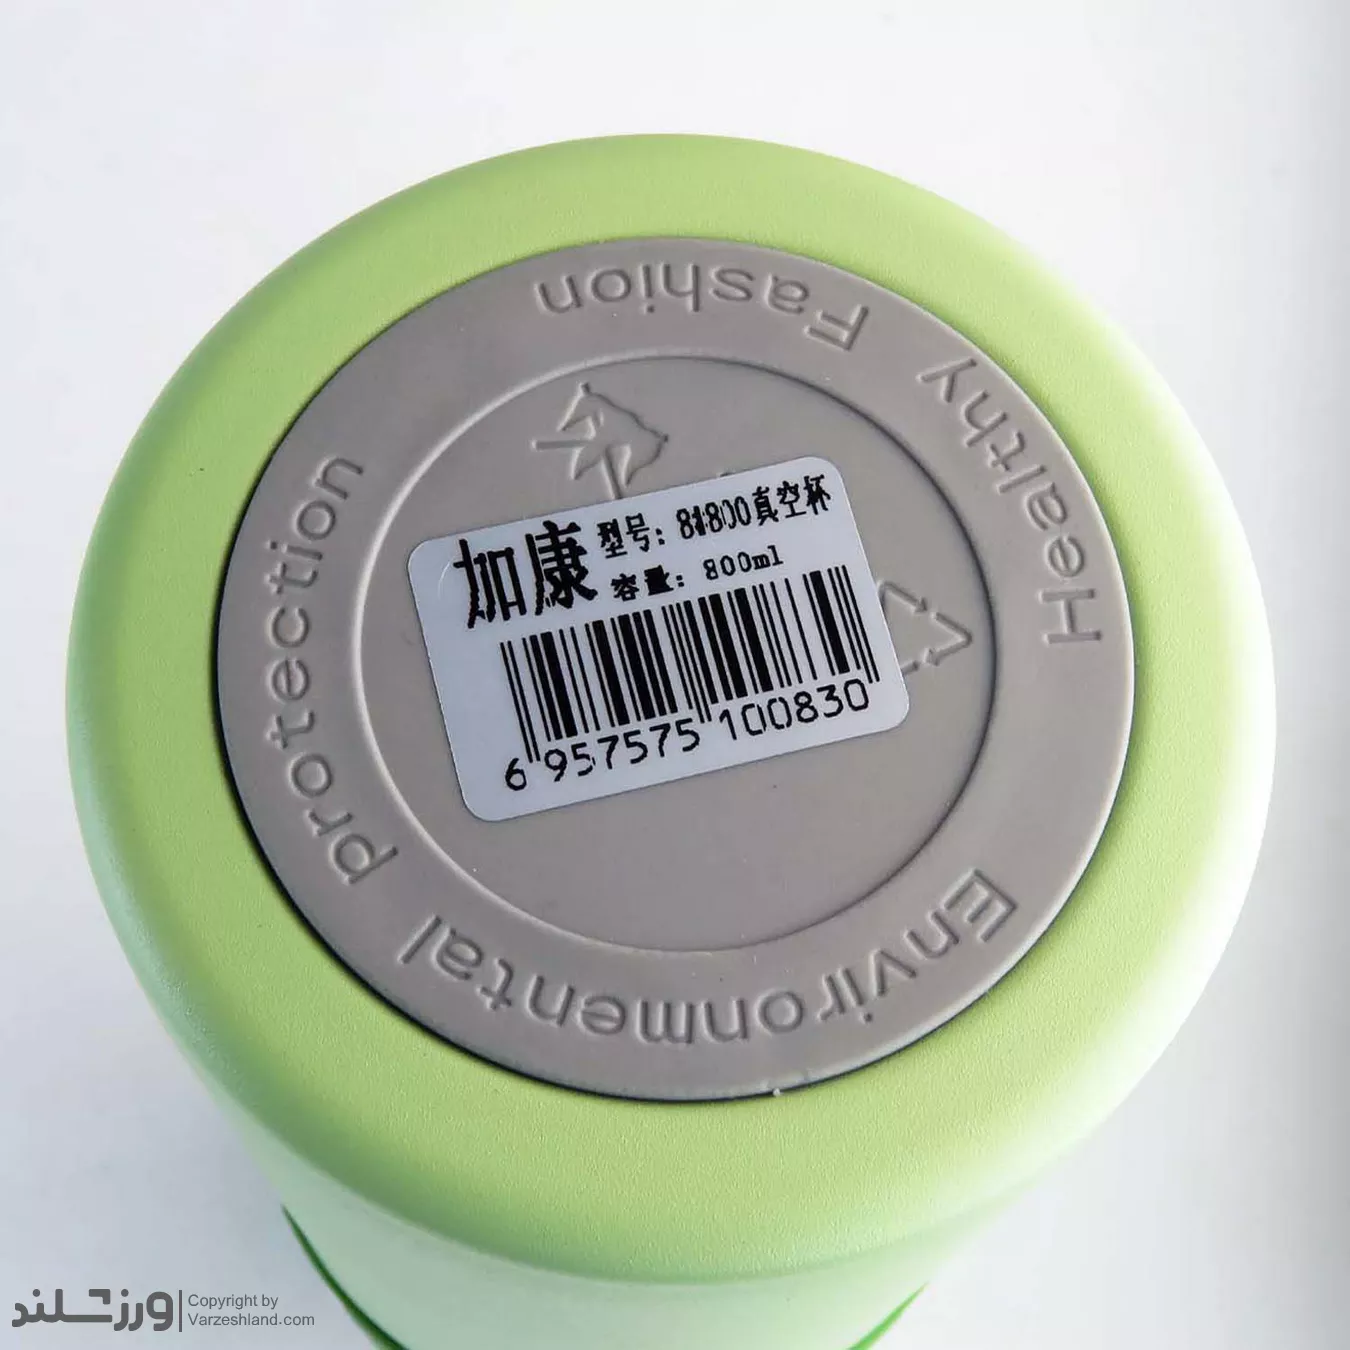 加康
型号: 81800真空杯
容量: 800ml
6 957575 100830
Healthy Fashion
Environmental protection
ورزشلند
Copyright by
Varzeshland.com